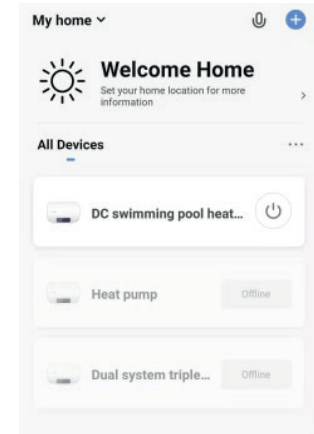 My home
Welcome Home
Set your home location for more
information
All Devices
DC swimming pool heat...
Heat pump
Offline
Dual system triple...
Offline